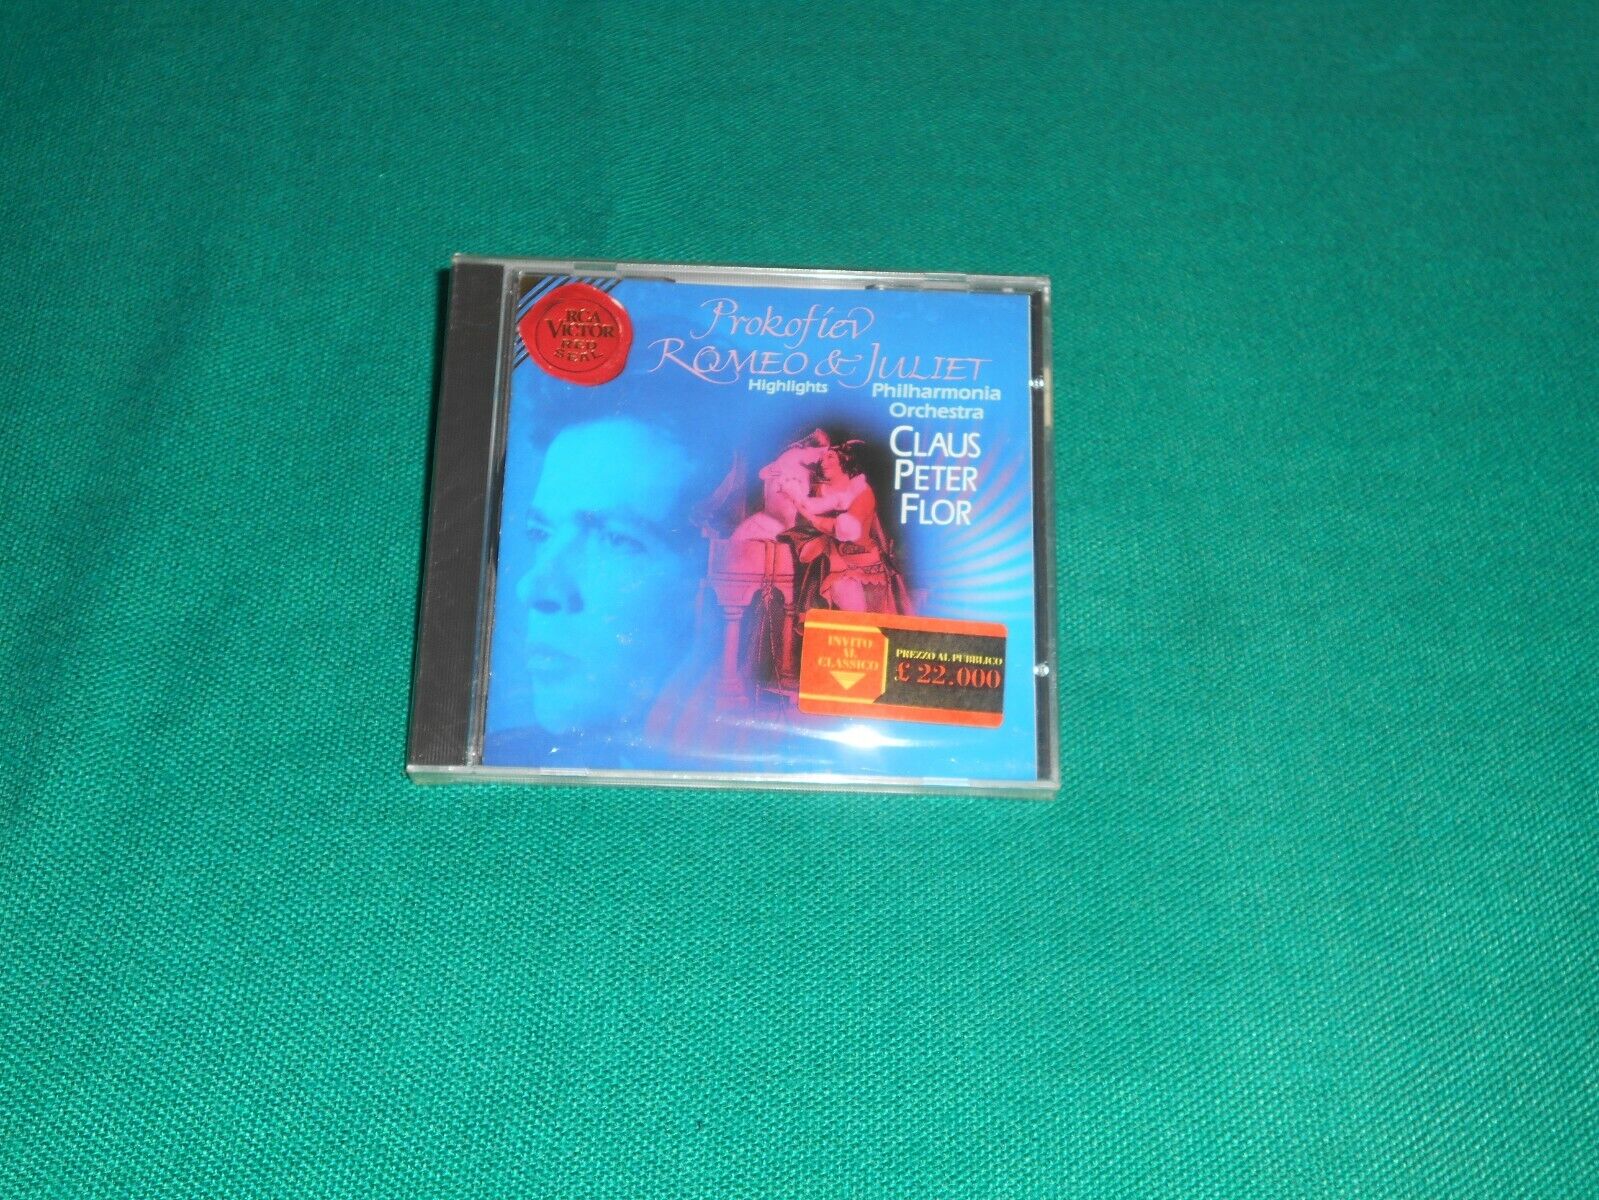 RCA
VICTOR
RED
SEAL
Prokofiev
ROMEO & JULIET
Highlights
Philharmonia
Orchestra
CLAUS
PETER
FLOR
INVITO
AL
CLASSICO
PREZZO AL PUBBLICO
£ 22.000